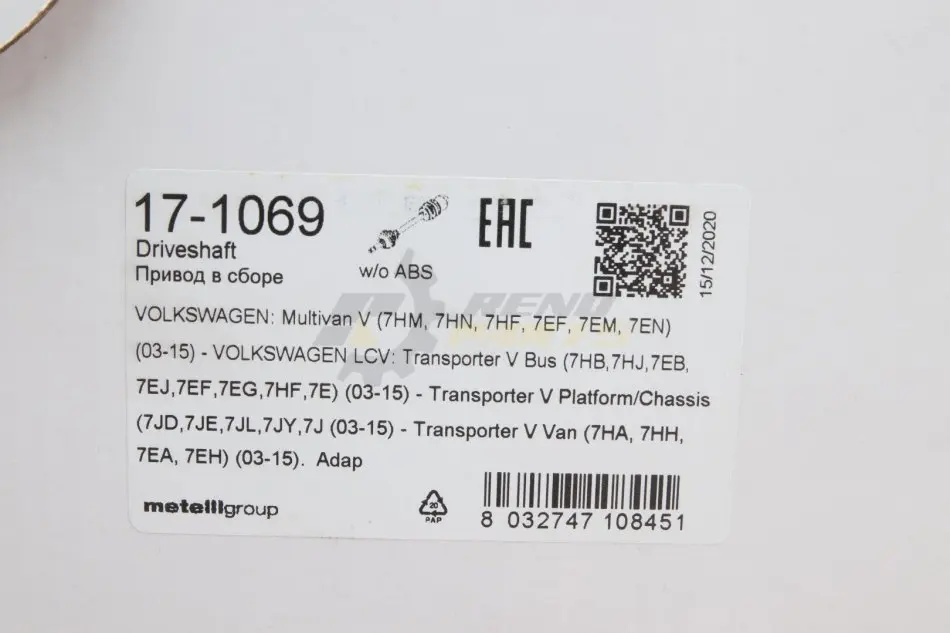 17-1069
Driveshaft
Привод в сборе
w/o ABS
EAC
15/12/2020
VOLKSWAGEN: Multivan V (7HM, 7HN, 7HF, 7EF, 7EM, 7EN)
(03-15) - VOLKSWAGEN LCV: Transporter V Bus (7HB,7HJ,7EB,
7EJ,7EF,7EG,7HF,7E) (03-15) - Transporter V Platform/Chassis
(7JD,7JE,7JL,7JY,7J (03-15) - Transporter V Van (7HA, 7HH,
7EA, 7EH) (03-15). Adap
metelligroup
20
PAP
8 032747 108451
RENO
PARTS